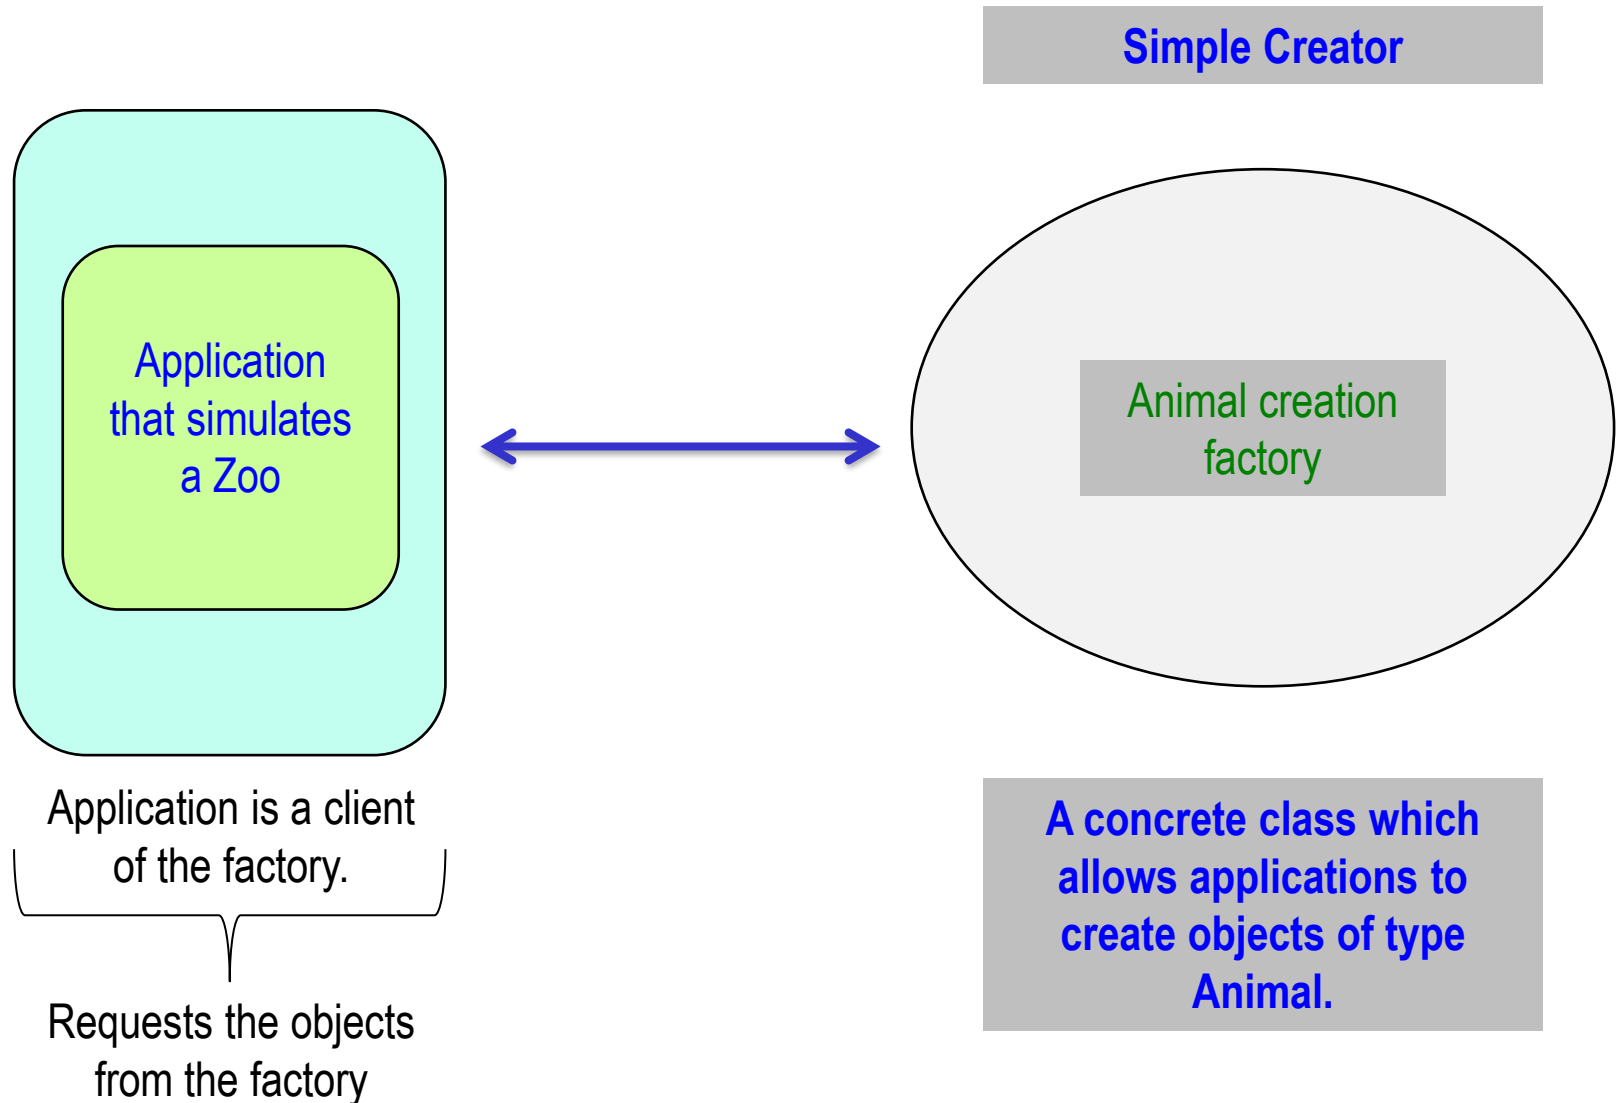 Simple Creator
Application
that simulates
a Zoo
Animal creation
factory
Application is a client
of the factory.
Requests the objects
from the factory
A concrete class which
allows applications to
create objects of type
Animal.